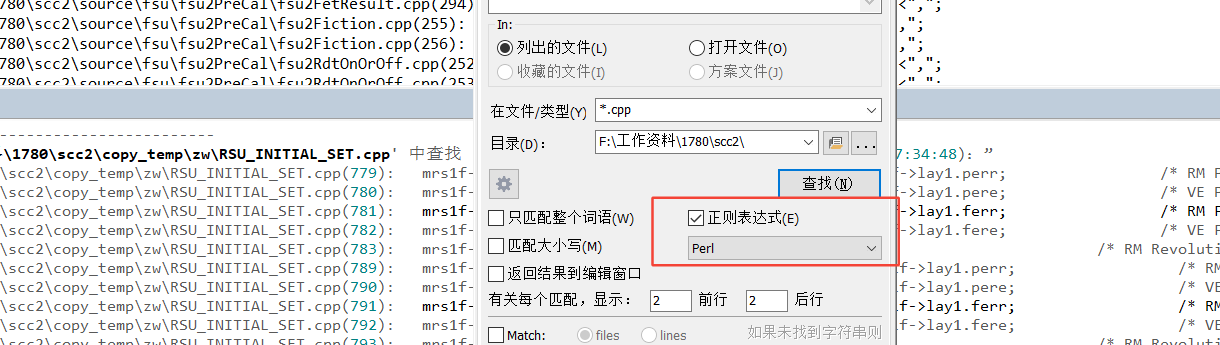 780\scc2\source\fsu\fsu2PreCal\fsu2FetResult.cpp(294)
<",";
780\scc2\source\fsu\fsu2PreCal\fsu2Fiction.cpp(255):
,";
780\scc2\source\fsu\fsu2PreCal\fsu2Fiction.cpp(256):
,";
780\scc2\source\fsu\fsu2PreCal\fsu2RdtOnOrOff.cpp(252
<",";
780\scc2\source\fsu\fsu2PreCal\fsu2RdtOnOrOff.cpp(253
<",";
In:
列出的文件(L)
打开文件(O)
收藏的文件(I)
方案文件(J)
在文件/类型(Y)
*.cpp
目录(D):
F:\工作资料\1780\scc2\
...
查找(N)
只匹配整个词语(W)
正则表达式(E)
匹配大小写(M)
Perl
返回结果到编辑窗口
有关每个匹配，显示: 2 前行 2 后行
Match:
files
lines
如果未找到字符串则
------------------------
\1780\scc2\copy_temp\zw\RSU_INITIAL_SET.cpp' 中查找
7:34:48): ”
\scc2\copy_temp\zw\RSU_INITIAL_SET.cpp(779): mrs1f-
f->lay1.perr; /* RM P
\scc2\copy_temp\zw\RSU_INITIAL_SET.cpp(780): mrs1f-
f->lay1.pere; /* VE P
\scc2\copy_temp\zw\RSU_INITIAL_SET.cpp(781): mrs1f-
f->lay1.ferr; /* RM P
\scc2\copy_temp\zw\RSU_INITIAL_SET.cpp(782): mrs1f-
f->lay1.fere; /* VE P
\scc2\copy_temp\zw\RSU_INITIAL_SET.cpp(783): mrs1f-
/* RM Revolutio
\scc2\copy_temp\zw\RSU_INITIAL_SET.cpp(789): mrs1f-
f->lay1.perr; /* RM
\scc2\copy_temp\zw\RSU_INITIAL_SET.cpp(790): mrs1f-
f->lay1.pere; /* VE
\scc2\copy_temp\zw\RSU_INITIAL_SET.cpp(791): mrs1f-
f->lay1.ferr; /* RM
\scc2\copy_temp\zw\RSU_INITIAL_SET.cpp(792): mrs1f-
f->lay1.fere; /* VE
\scc2\copy_temp\zw\RSU_INITIAL_SET.cpp(793): mrs1f-
/* RM Revolu